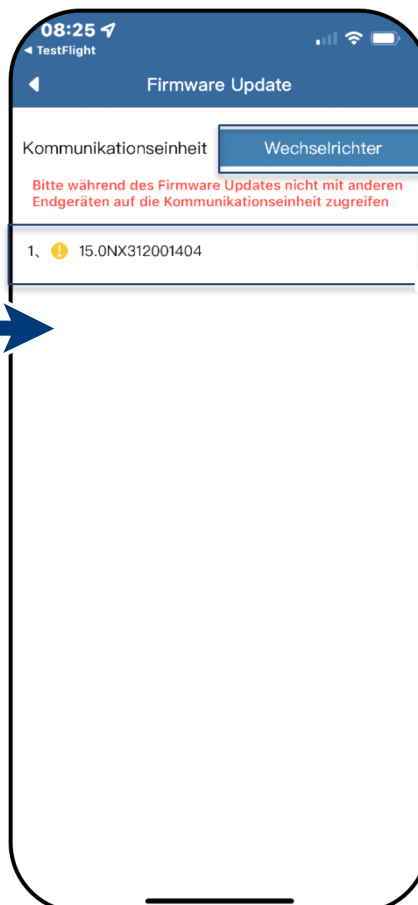 08:25
◀ TestFlight
Firmware Update
Kommunikationseinheit
Wechselrichter
Bitte während des Firmware Updates nicht mit anderen
Endgeräten auf die Kommunikationseinheit zugreifen
1、 15.0NX312001404